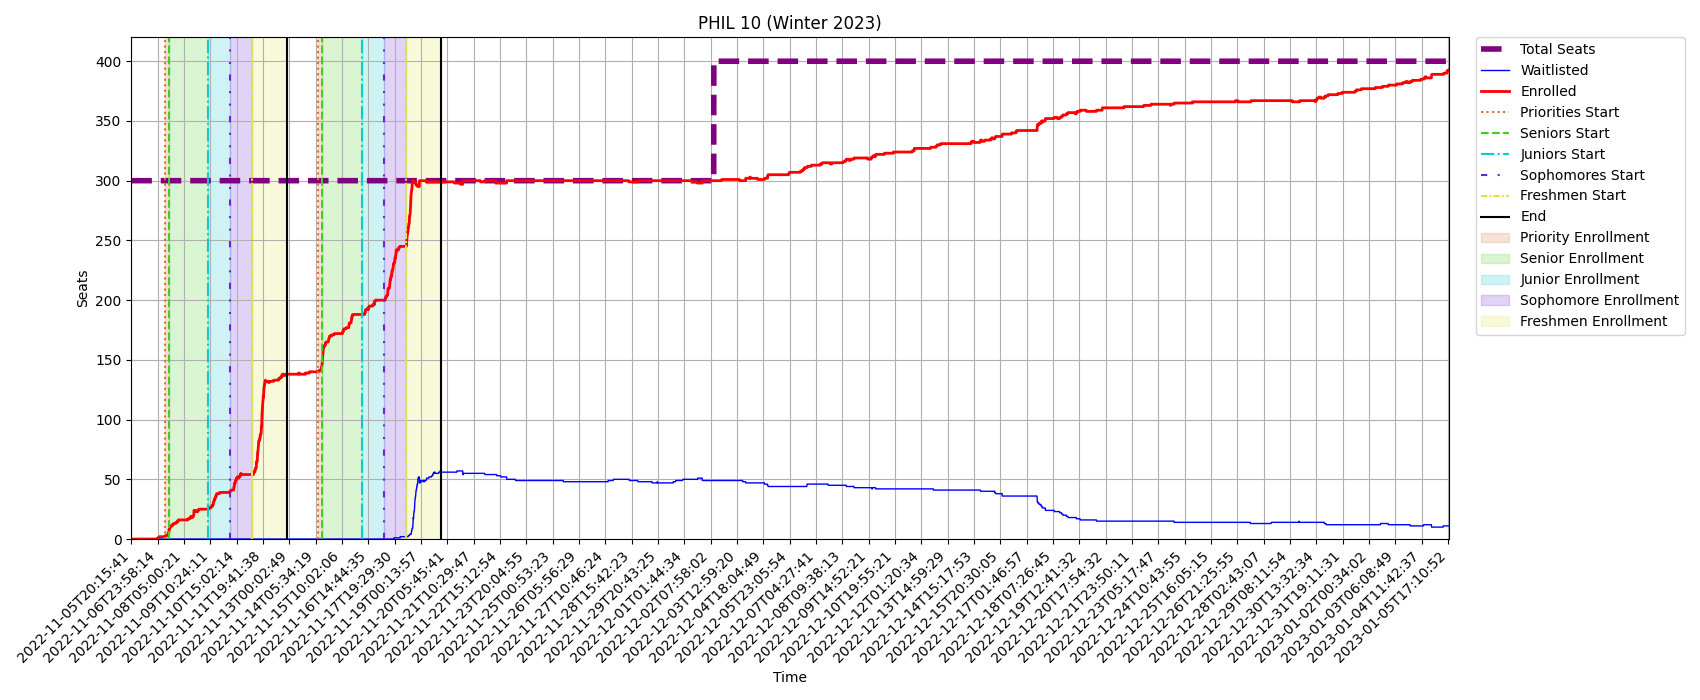 PHIL 10 (Winter 2023)
Seats
400
350
300
250
200
150
100
50
0
2022-11-05T20:15:41
2022-11-06T23:58:14
2022-11-08T05:00:21
2022-11-09T10:24:11
2022-11-10T15:02:14
2022-11-11T19:41:38
2022-11-13T00:02:49
2022-11-14T05:34:19
2022-11-15T10:02:06
2022-11-16T14:44:35
2022-11-17T19:29:30
2022-11-19T00:13:57
2022-11-20T05:45:41
2022-11-21T10:29:47
2022-11-22T15:12:54
2022-11-23T20:04:55
2022-11-25T00:53:23
2022-11-26T05:56:29
2022-11-27T10:46:24
2022-11-28T15:42:23
2022-11-29T20:43:25
2022-12-01T01:44:34
2022-12-02T07:58:02
2022-12-03T12:59:20
2022-12-04T18:04:49
2022-12-05T23:05:54
2022-12-07T04:27:41
2022-12-08T09:38:13
2022-12-09T14:52:21
2022-12-10T19:55:21
2022-12-12T01:20:34
2022-12-13T14:59:29
2022-12-14T15:17:53
2022-12-15T20:30:05
2022-12-17T01:46:57
2022-12-18T07:26:45
2022-12-19T12:41:32
2022-12-20T17:54:32
2022-12-21T23:50:11
2022-12-23T05:17:47
2022-12-24T10:43:55
2022-12-25T16:05:15
2022-12-26T21:25:55
2022-12-28T02:43:07
2022-12-29T08:11:54
2022-12-30T13:32:34
2022-12-31T19:11:31
2023-01-02T00:34:02
2023-01-03T06:08:49
2023-01-04T11:42:37
2023-01-05T17:10:52
Time
Total Seats
Waitlisted
Enrolled
Priorities Start
Seniors Start
Juniors Start
Sophomores Start
Freshmen Start
End
Priority Enrollment
Senior Enrollment
Junior Enrollment
Sophomore Enrollment
Freshmen Enrollment